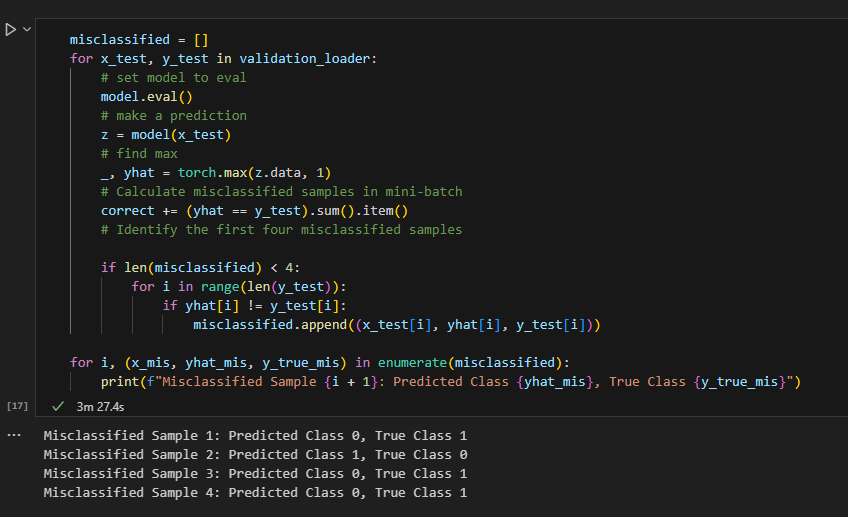 misclassified = []
for x_test, y_test in validation_loader:
# set model to eval
model.eval()
# make a prediction
z = model(x_test)
# find max
_, yhat = torch.max(z.data, 1)
# Calculate misclassified samples in mini-batch
correct += (yhat == y_test).sum().item()
# Identify the first four misclassified samples
if len(misclassified) < 4:
for i in range(len(y_test)):
if yhat[i] != y_test[i]:
misclassified.append((x_test[i], yhat[i], y_test[i]))
for i, (x_mis, yhat_mis, y_true_mis) in enumerate(misclassified):
print(f"Misclassified Sample {i + 1}: Predicted Class {yhat_mis}, True Class {y_true_mis}")
[17] 3m 27.4s
Misclassified Sample 1: Predicted Class 0, True Class 1
Misclassified Sample 2: Predicted Class 1, True Class 0
Misclassified Sample 3: Predicted Class 0, True Class 1
Misclassified Sample 4: Predicted Class 0, True Class 1